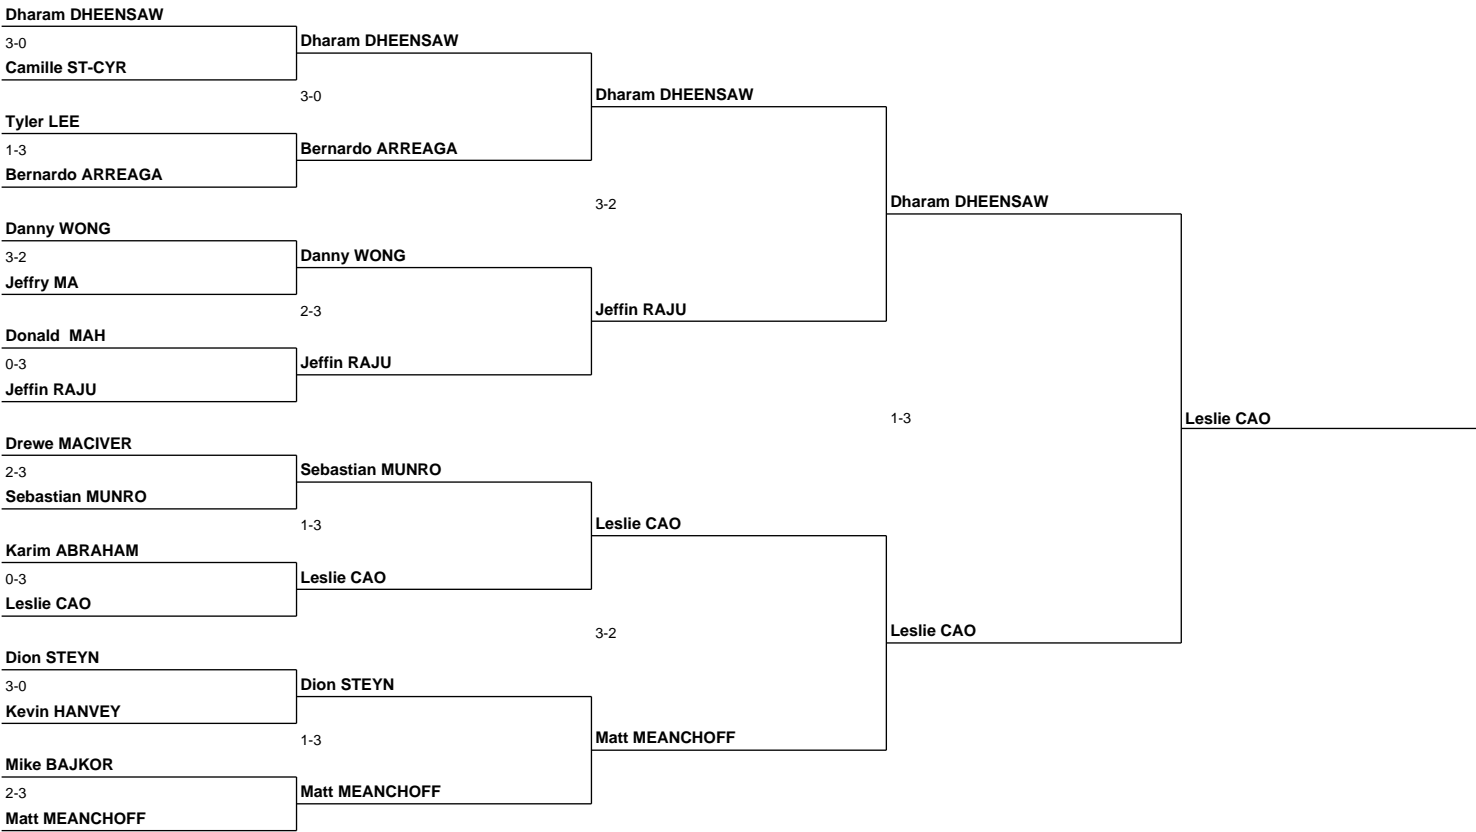 Dharam DHEENSAW
3-0
Camille ST-CYR
Tyler LEE
1-3
Bernardo ARREAGA
Danny WONG
3-2
Jeffry MA
Donald  MAH
0-3
Jeffin RAJU
Drewe MACIVER
2-3
Sebastian MUNRO
Karim ABRAHAM
0-3
Leslie CAO
Dion STEYN
3-0
Kevin HANVEY
Mike BAJKOR
2-3
Matt MEANCHOFF
Dharam DHEENSAW
3-0
Bernardo ARREAGA
Danny WONG
2-3
Jeffin RAJU
Sebastian MUNRO
1-3
Leslie CAO
Dion STEYN
1-3
Matt MEANCHOFF
Dharam DHEENSAW
3-2
Jeffin RAJU
Leslie CAO
3-2
Matt MEANCHOFF
Dharam DHEENSAW
1-3
Leslie CAO
Leslie CAO